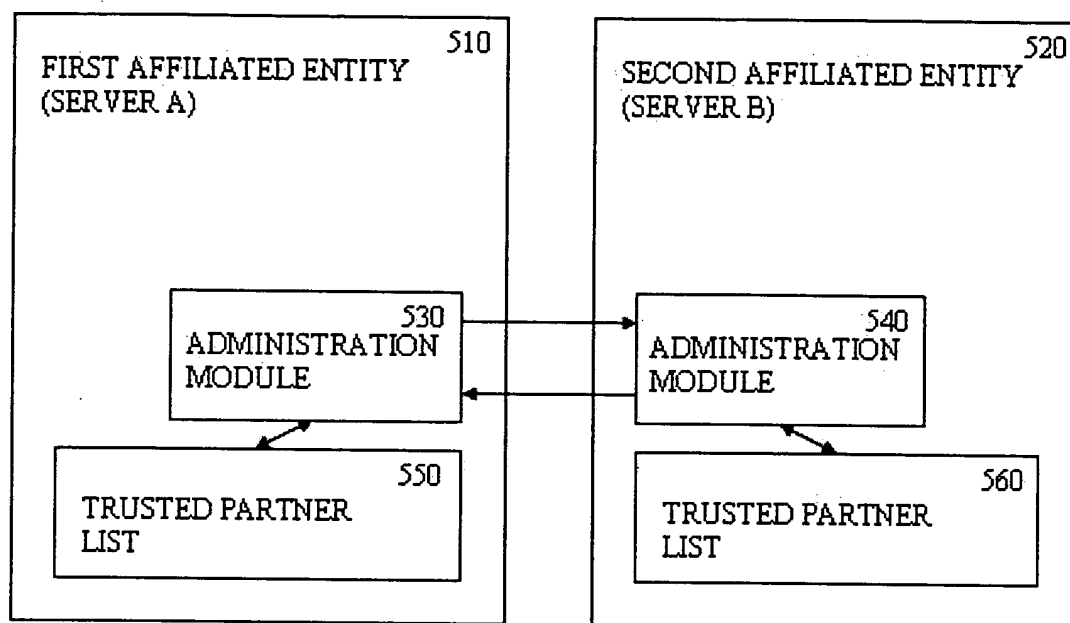 510
FIRST AFFILIATED ENTITY
(SERVER A)
530
ADMINISTRATION
MODULE
550
TRUSTED PARTNER
LIST
520
SECOND AFFILIATED ENTITY
(SERVER B)
540
ADMINISTRATION
MODULE
560
TRUSTED PARTNER
LIST